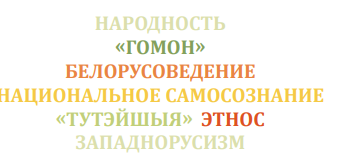 НАРОДНОСТЬ
«ГОМОН»
БЕЛОРУСОВЕДЕНИЕ
НАЦИОНАЛЬНОЕ САМОСОЗНАНИЕ
«ТУТЭЙШЫЯ» ЭТНОС
ЗАПАДНОРУСИЗМ